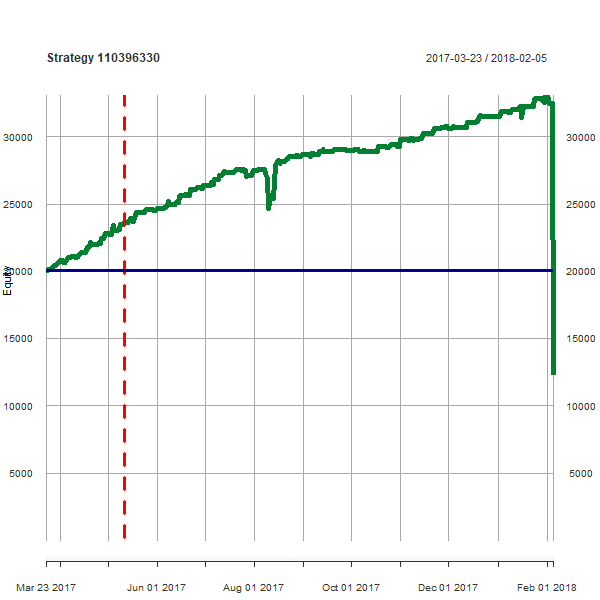 Strategy 110396330
2017-03-23 / 2018-02-05
30000
30000
25000
25000
Equity
20000
20000
15000
15000
10000
10000
5000
5000
Mar 23 2017
Jun 01 2017
Aug 01 2017
Oct 01 2017
Dec 01 2017
Feb 01 2018